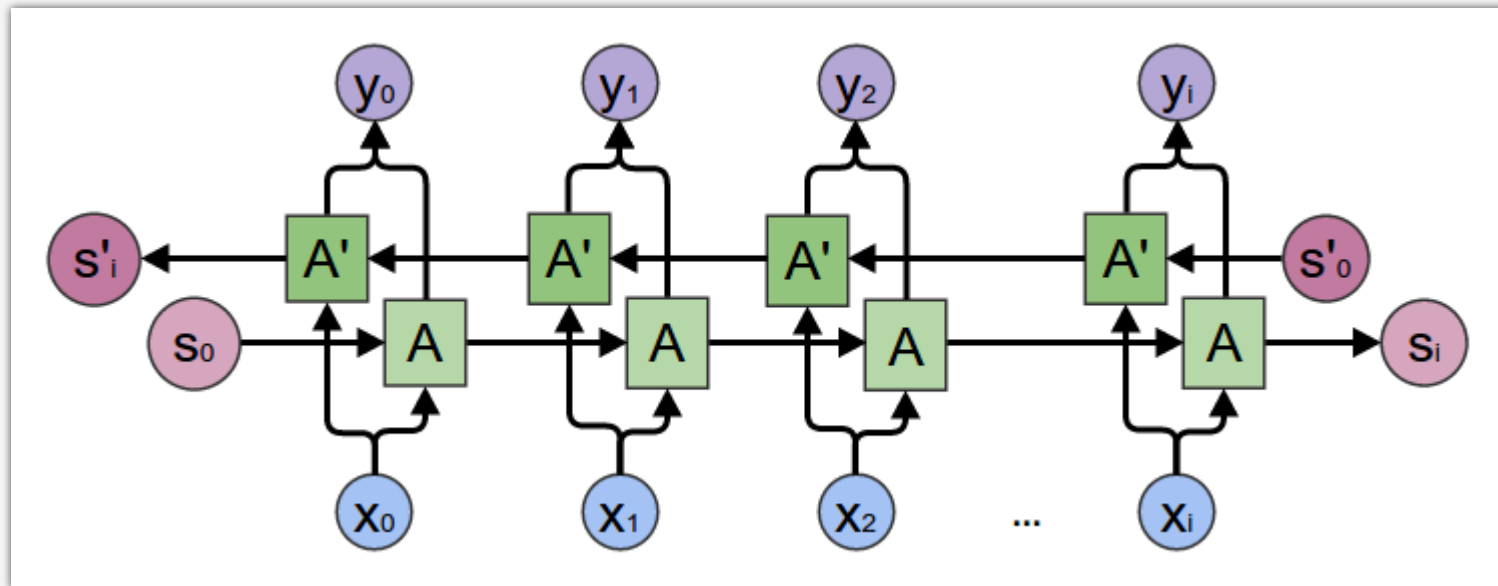 y₀ y₁ y₂ yᵢ
s'ᵢ A' A' A' A' s'₀
s₀ A A A A sᵢ
x₀ x₁ x₂ ... xᵢ